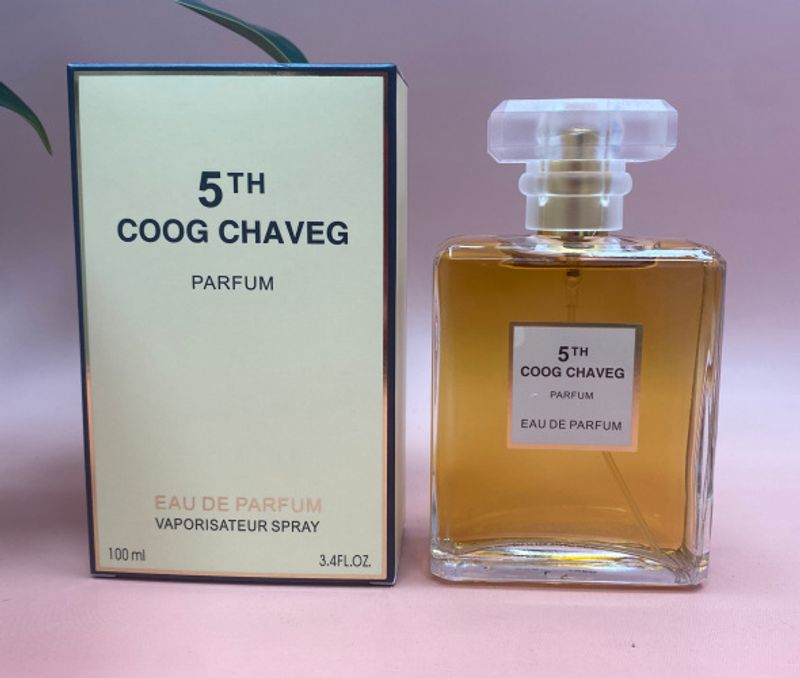 5TH
COOG CHAVEG
PARFUM
EAU DE PARFUM
VAPORISATEUR SPRAY
100 ml
3.4FL.OZ.
5TH
COOG CHAVEG
PARFUM
EAU DE PARFUM